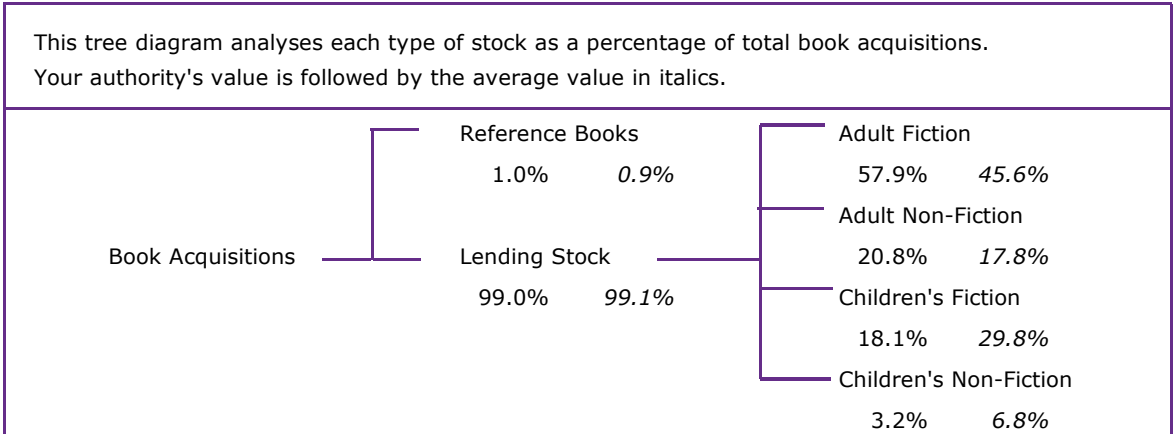 This tree diagram analyses each type of stock as a percentage of total book acquisitions.
Your authority's value is followed by the average value in italics.
Reference Books Adult Fiction
1.0% 0.9% 57.9% 45.6%
Adult Non-Fiction
Book Acquisitions Lending Stock 20.8% 17.8%
99.0% 99.1% Children's Fiction
18.1% 29.8%
Children's Non-Fiction
3.2% 6.8%